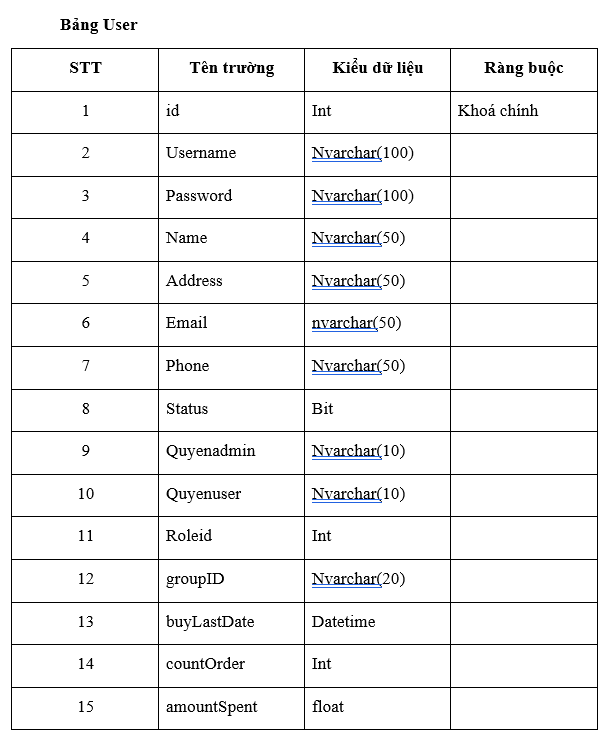 Bảng User
STT Tên trường Kiểu dữ liệu Ràng buộc
1 id Int Khoá chính
2 Username Nvarchar(100)
3 Password Nvarchar(100)
4 Name Nvarchar(50)
5 Address Nvarchar(50)
6 Email nvarchar(50)
7 Phone Nvarchar(50)
8 Status Bit
9 Quyenadmin Nvarchar(10)
10 Quyenuser Nvarchar(10)
11 Roleid Int
12 groupID Nvarchar(20)
13 buyLastDate Datetime
14 countOrder Int
15 amountSpent float